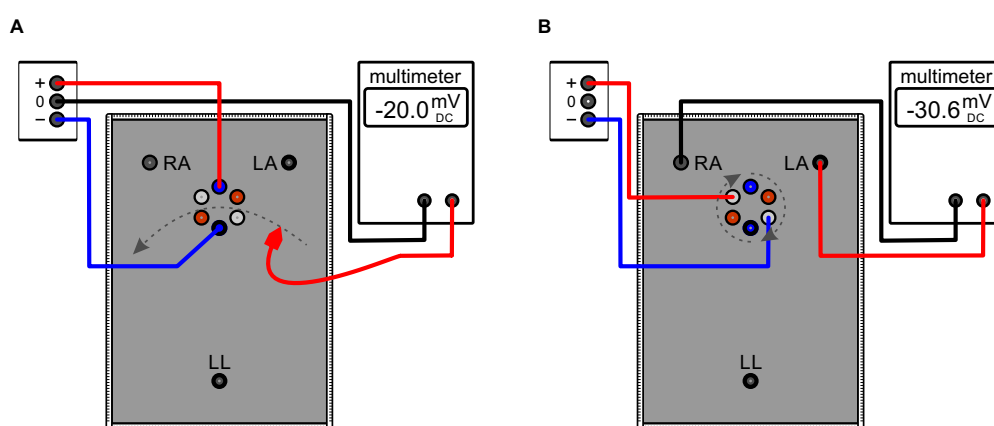 A
+
0
−
multimeter
-20.0 mV DC
RA
LA
LL
B
+
0
−
multimeter
-30.6 mV DC
RA
LA
LL